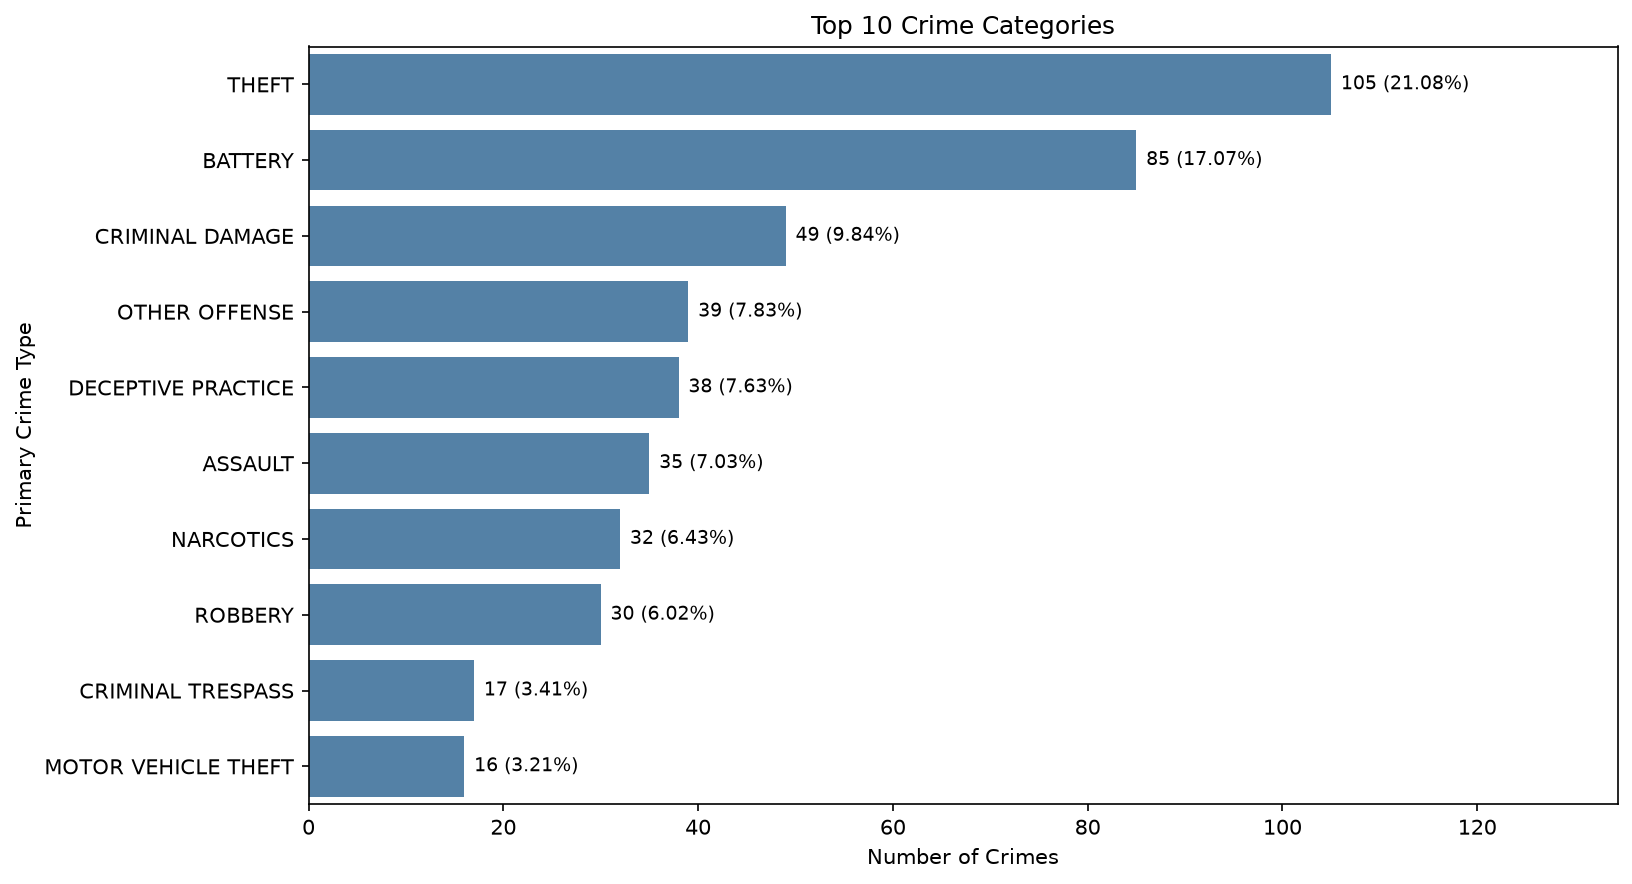 Top 10 Crime Categories
Primary Crime Type
THEFT 105 (21.08%)
BATTERY 85 (17.07%)
CRIMINAL DAMAGE 49 (9.84%)
OTHER OFFENSE 39 (7.83%)
DECEPTIVE PRACTICE 38 (7.63%)
ASSAULT 35 (7.03%)
NARCOTICS 32 (6.43%)
ROBBERY 30 (6.02%)
CRIMINAL TRESPASS 17 (3.41%)
MOTOR VEHICLE THEFT 16 (3.21%)
0 20 40 60 80 100 120
Number of Crimes